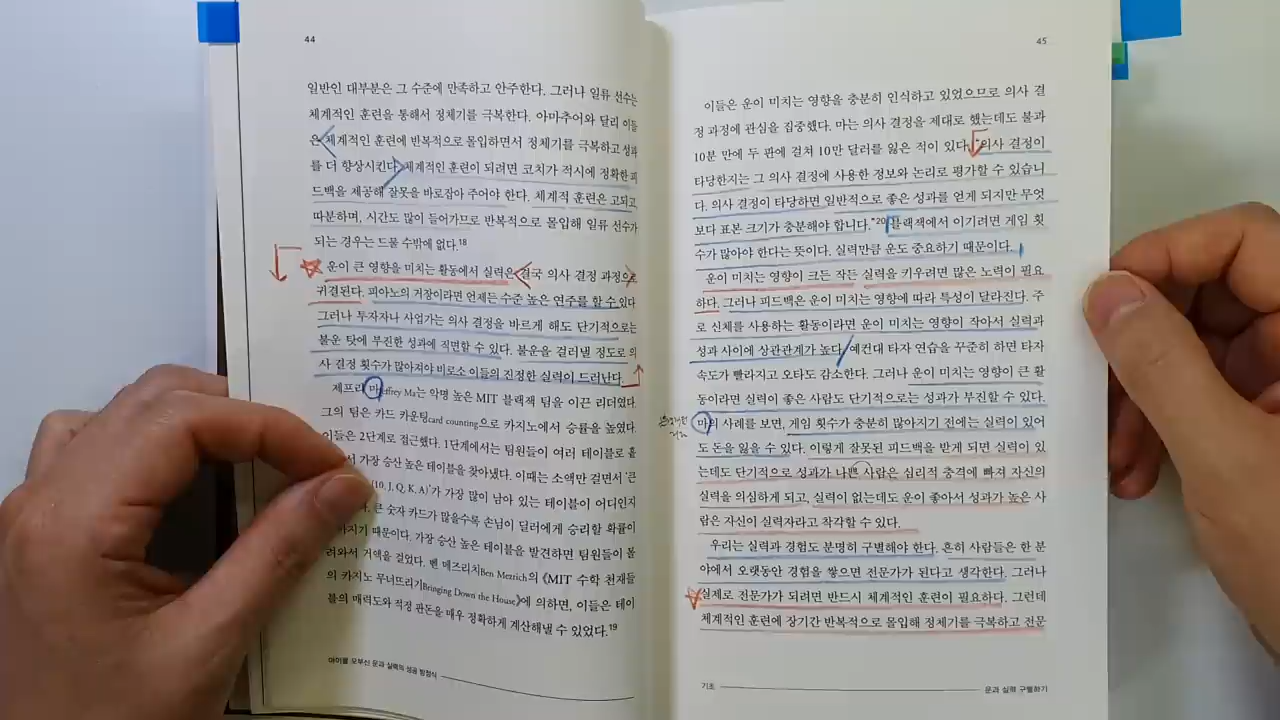 44
일반인 대부분은 그 수준에 만족하고 안주한다. 그러나 일류 선수는
체계적인 훈련을 통해서 정체기를 극복한다. 아마추어와 달리 이들
은 체계적인 훈련에 반복적으로 몰입하면서 정체기를 극복하고 성과
를 더 향상시킨다. 체계적인 훈련이 되려면 코치가 적시에 정확한 피
드백을 제공해 잘못을 바로잡아 주어야 한다. 체계적 훈련은 고되고
따분하며, 시간도 많이 들어가므로 반복적으로 몰입해 일류 선수가
되는 경우는 드물 수밖에 없다.18
운이 큰 영향을 미치는 활동에서 실력은 결국 의사 결정 과정으로
귀결된다. 피아노의 거장이라면 언제든 수준 높은 연주를 할 수 있다
그러나 투자자나 사업가는 의사 결정을 바르게 해도 단기적으로는
불운 탓에 부진한 성과에 직면할 수 있다. 불운을 걸러낼 정도로 의
사 결정 횟수가 많아져야 비로소 이들의 진정한 실력이 드러난다.
제프리 마Jeffrey Ma는 악명 높은 MIT 블랙잭 팀을 이끈 리더였다.
그의 팀은 카드 카운팅card counting으로 카지노에서 승률을 높였다.
이들은 2단계로 접근했다. 1단계에서는 팀원들이 여러 테이블로 흩
서 가장 승산 높은 테이블을 찾아냈다. 이때는 소액만 걸면서 '큰
(10, J, Q, K, A)'가 가장 많이 남아 있는 테이블이 어디인지
큰 숫자 카드가 많을수록 손님이 딜러에게 승리할 확률이
아지기 때문이다. 가장 승산 높은 테이블을 발견하면 팀원들이 몰
려와서 거액을 걸었다. 벤 메즈리치Ben Mezrich의 《MIT 수학 천재들
의 카지노 무너뜨리기Bringing Down the House》에 의하면, 이들은 테이
블의 매력도와 적정 판돈을 매우 정확하게 계산해낼 수 있었다.19
마이클 모부신 운과 실력의 성공 방정식
45
이들은 운이 미치는 영향을 충분히 인식하고 있었으므로 의사 결
정 과정에 관심을 집중했다. 마는 의사 결정을 제대로 했는데도 불과
10분 만에 두 판에 걸쳐 10만 달러를 잃은 적이 있다. "의사 결정이
타당한지는 그 의사 결정에 사용한 정보와 논리로 평가할 수 있습니
다. 의사 결정이 타당하면 일반적으로 좋은 성과를 얻게 되지만 무엇
보다 표본 크기가 충분해야 합니다."20 블랙잭에서 이기려면 게임 횟
수가 많아야 한다는 뜻이다. 실력만큼 운도 중요하기 때문이다.
운이 미치는 영향이 크든 작든 실력을 키우려면 많은 노력이 필요
하다. 그러나 피드백은 운이 미치는 영향에 따라 특성이 달라진다. 주
로 신체를 사용하는 활동이라면 운이 미치는 영향이 작아서 실력과
성과 사이에 상관관계가 높다. 예컨대 타자 연습을 꾸준히 하면 타자
속도가 빨라지고 오타도 감소한다. 그러나 운이 미치는 영향이 큰 활
동이라면 실력이 좋은 사람도 단기적으로는 성과가 부진할 수 있다.
마의 사례를 보면, 게임 횟수가 충분히 많아지기 전에는 실력이 있어
도 돈을 잃을 수 있다. 이렇게 잘못된 피드백을 받게 되면 실력이 있
는데도 단기적으로 성과가 나쁜 사람은 심리적 충격에 빠져 자신의
실력을 의심하게 되고, 실력이 없는데도 운이 좋아서 성과가 높은 사
람은 자신이 실력자라고 착각할 수 있다.
우리는 실력과 경험도 분명히 구별해야 한다. 흔히 사람들은 한 분
야에서 오랫동안 경험을 쌓으면 전문가가 된다고 생각한다. 그러나
실제로 전문가가 되려면 반드시 체계적인 훈련이 필요하다. 그런데
체계적인 훈련에 장기간 반복적으로 몰입해 정체기를 극복하고 전문
기초
운과 실력 구별하기